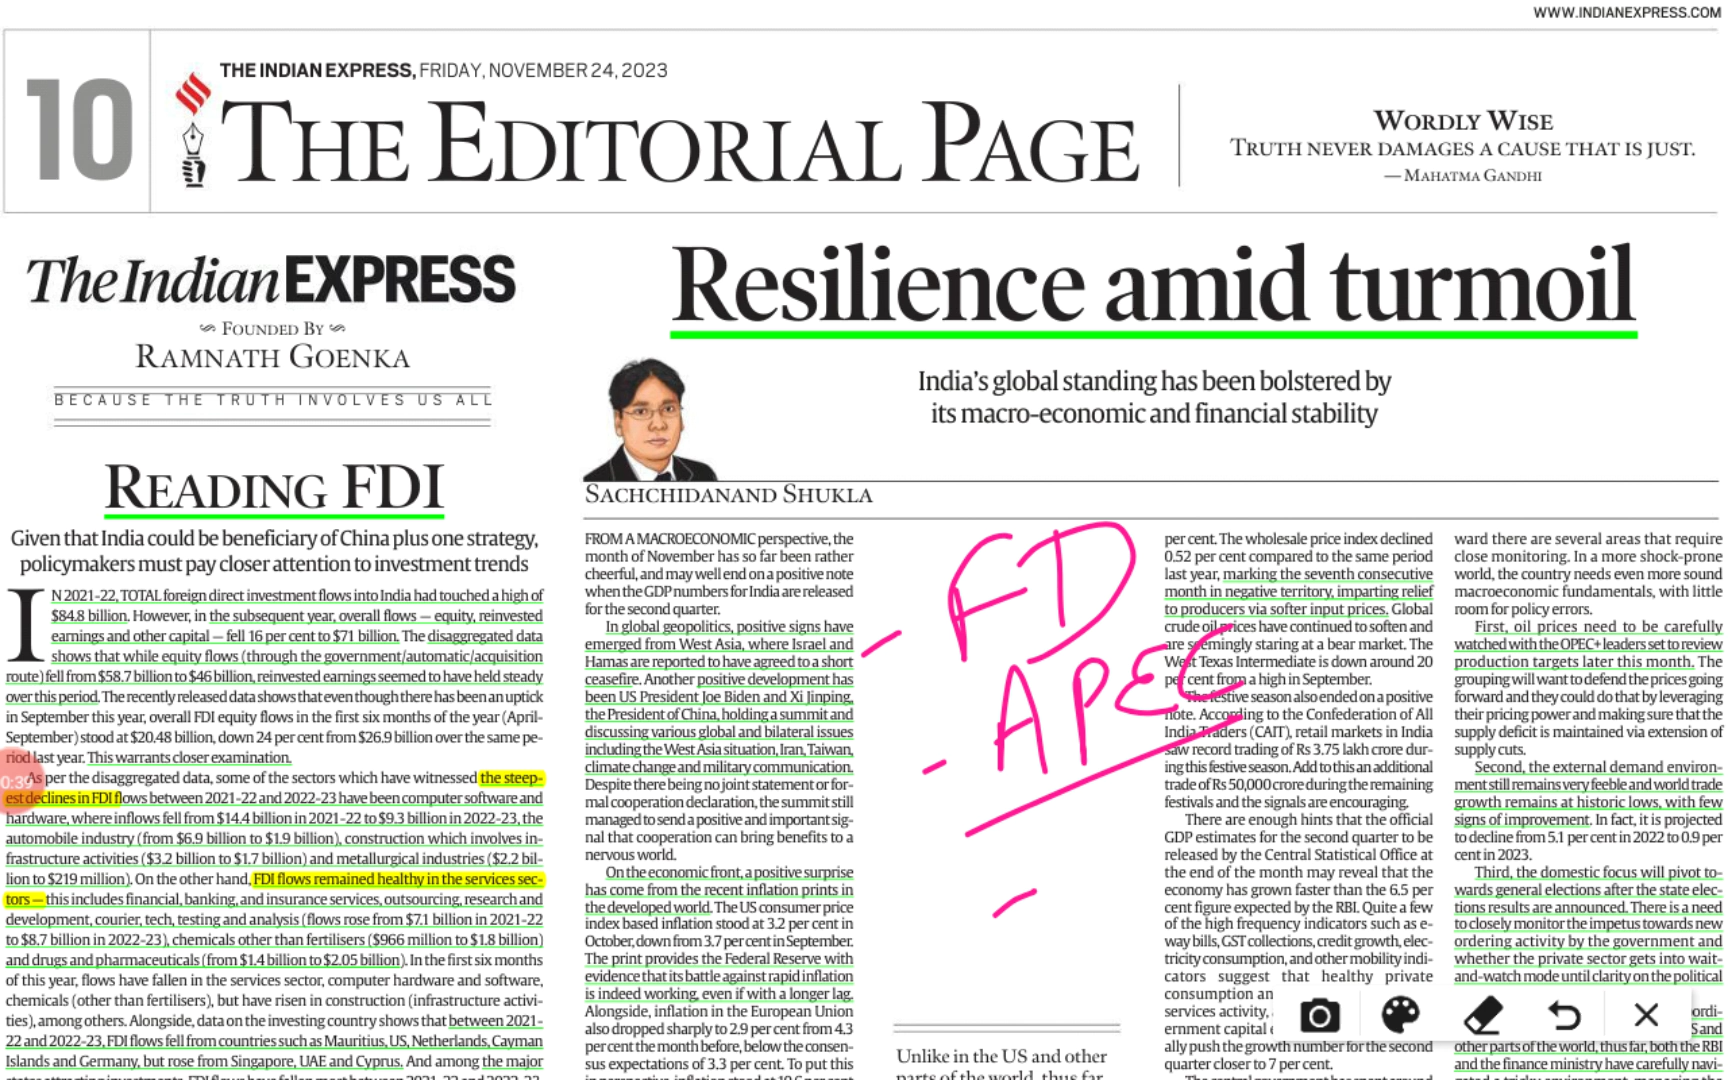 WWW.INDIANEXPRESS.COM
10
THE INDIAN EXPRESS, FRIDAY, NOVEMBER 24, 2023
THE EDITORIAL PAGE
WORDLY WISE
TRUTH NEVER DAMAGES A CAUSE THAT IS JUST.
— MAHATMA GANDHI
The Indian EXPRESS
FOUNDED BY
RAMNATH GOENKA
BECAUSE THE TRUTH INVOLVES US ALL
READING FDI
Given that India could be beneficiary of China plus one strategy,
policymakers must pay closer attention to investment trends
IN 2021-22, TOTAL foreign direct investment flows into India had touched a high of
$84.8 billion. However, in the subsequent year, overall flows — equity, reinvested
earnings and other capital — fell 16 per cent to $71 billion. The disaggregated data
shows that while equity flows (through the government/automatic/acquisition
route) fell from $58.7 billion to $46 billion, reinvested earnings seemed to have held steady
over this period. The recently released data shows that even though there has been an uptick
in September this year, overall FDI equity flows in the first six months of the year (April-
September) stood at $20.48 billion, down 24 per cent from $26.9 billion over the same pe-
riod last year. This warrants closer examination.
0:39
As per the disaggregated data, some of the sectors which have witnessed the steep-
est declines in FDI flows between 2021-22 and 2022-23 have been computer software and
hardware, where inflows fell from $14.4 billion in 2021-22 to $9.3 billion in 2022-23, the
automobile industry (from $6.9 billion to $1.9 billion), construction which involves in-
frastructure activities ($3.2 billion to $1.7 billion) and metallurgical industries ($2.2 bil-
lion to $219 million). On the other hand, FDI flows remained healthy in the services sec-
tors — this includes financial, banking, and insurance services, outsourcing, research and
development, courier, tech, testing and analysis (flows rose from $7.1 billion in 2021-22
to $8.7 billion in 2022-23), chemicals other than fertilisers ($966 million to $1.8 billion)
and drugs and pharmaceuticals (from $1.4 billion to $2.05 billion). In the first six months
of this year, flows have fallen in the services sector, computer hardware and software,
chemicals (other than fertilisers), but have risen in construction (infrastructure activi-
ties), among others. Alongside, data on the investing country shows that between 2021-
22 and 2022-23, FDI flows fell from countries such as Mauritius, US, Netherlands, Cayman
Islands and Germany, but rose from Singapore, UAE and Cyprus. And among the major
Resilience amid turmoil
India's global standing has been bolstered by
its macro-economic and financial stability
SACHCHIDANAND SHUKLA
FROM A MACROECONOMIC perspective, the
month of November has so far been rather
cheerful, and may well end on a positive note
when the GDP numbers for India are released
for the second quarter.
In global geopolitics, positive signs have
emerged from West Asia, where Israel and
Hamas are reported to have agreed to a short
ceasefire. Another positive development has
been US President Joe Biden and Xi Jinping,
the President of China, holding a summit and
discussing various global and bilateral issues
including the West Asia situation, Iran, Taiwan,
climate change and military communication.
Despite there being no joint statement or for-
mal cooperation declaration, the summit still
managed to send a positive and important sig-
nal that cooperation can bring benefits to a
nervous world.
On the economic front, a positive surprise
has come from the recent inflation prints in
the developed world. The US consumer price
index based inflation stood at 3.2 per cent in
October, down from 3.7 per cent in September.
The print provides the Federal Reserve with
evidence that its battle against rapid inflation
is indeed working, even if with a longer lag.
Alongside, inflation in the European Union
also dropped sharply to 2.9 per cent from 4.3
per cent the month before, below the consen-
sus expectations of 3.3 per cent. To put this
- FD
- APEC
-
Unlike in the US and other
parts of the world, thus far
per cent. The wholesale price index declined
0.52 per cent compared to the same period
last year, marking the seventh consecutive
month in negative territory, imparting relief
to producers via softer input prices. Global
crude oil prices have continued to soften and
are seemingly staring at a bear market. The
West Texas Intermediate is down around 20
per cent from a high in September.
The festive season also ended on a positive
note. According to the Confederation of All
India Traders (CAIT), retail markets in India
saw record trading of Rs 3.75 lakh crore dur-
ing this festive season. Add to this an additional
trade of Rs 50,000 crore during the remaining
festivals and the signals are encouraging.
There are enough hints that the official
GDP estimates for the second quarter to be
released by the Central Statistical Office at
the end of the month may reveal that the
economy has grown faster than the 6.5 per
cent figure expected by the RBI. Quite a few
of the high frequency indicators such as e-
way bills, GST collections, credit growth, elec-
tricity consumption, and other mobility indi-
cators suggest that healthy private
consumption an
services activity,
ernment capital
ally push the growth number for the second
quarter closer to 7 per cent.
ward there are several areas that require
close monitoring. In a more shock-prone
world, the country needs even more sound
macroeconomic fundamentals, with little
room for policy errors.
First, oil prices need to be carefully
watched with the OPEC+ leaders set to review
production targets later this month. The
grouping will want to defend the prices going
forward and they could do that by leveraging
their pricing power and making sure that the
supply deficit is maintained via extension of
supply cuts.
Second, the external demand environ-
ment still remains very feeble and world trade
growth remains at historic lows, with few
signs of improvement. In fact, it is projected
to decline from 5.1 per cent in 2022 to 0.9 per
cent in 2023.
Third, the domestic focus will pivot to-
wards general elections after the state elec-
tions results are announced. There is a need
to closely monitor the impetus towards new
ordering activity by the government and
whether the private sector gets into wait-
and-watch mode until clarity on the political
ordi-
S and
other parts of the world, thus far, both the RBI
and the finance ministry have carefully navi-